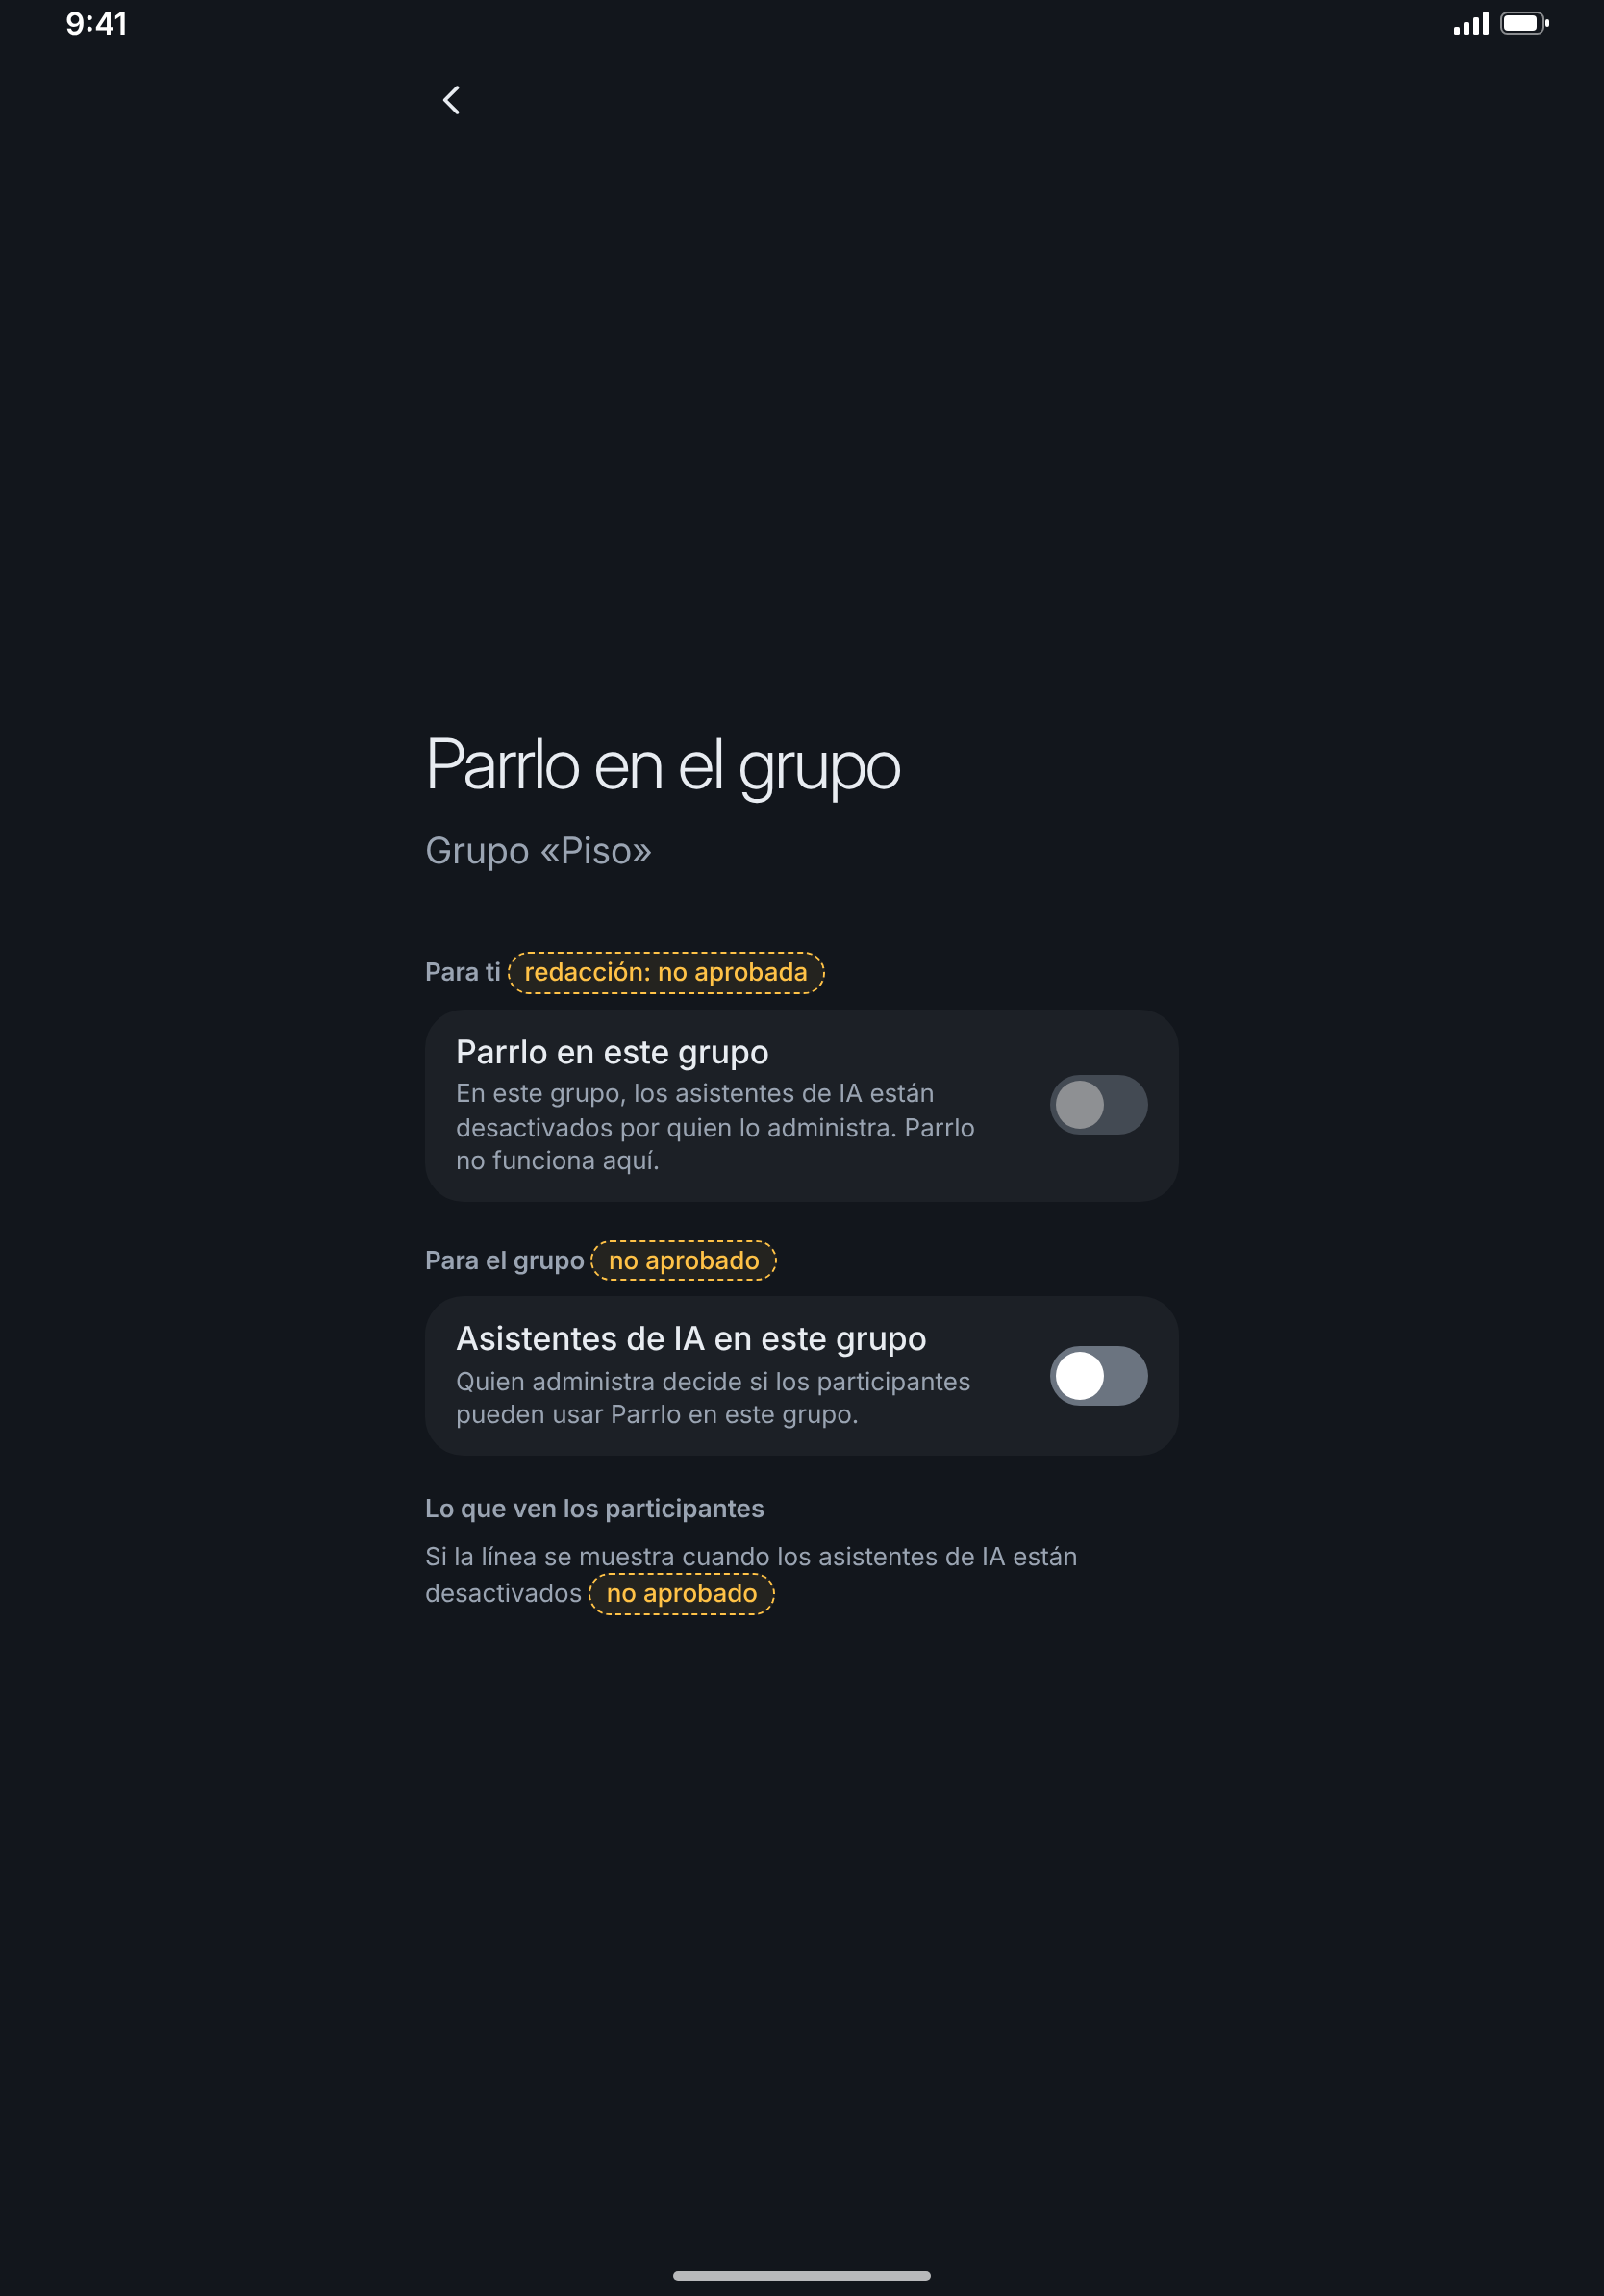 9:41
Parrlo en el grupo
Grupo «Piso»
Para ti redacción: no aprobada
Parrlo en este grupo
En este grupo, los asistentes de IA están
desactivados por quien lo administra. Parrlo
no funciona aquí.
Para el grupo no aprobado
Asistentes de IA en este grupo
Quien administra decide si los participantes
pueden usar Parrlo en este grupo.
Lo que ven los participantes
Si la línea se muestra cuando los asistentes de IA están
desactivados no aprobado